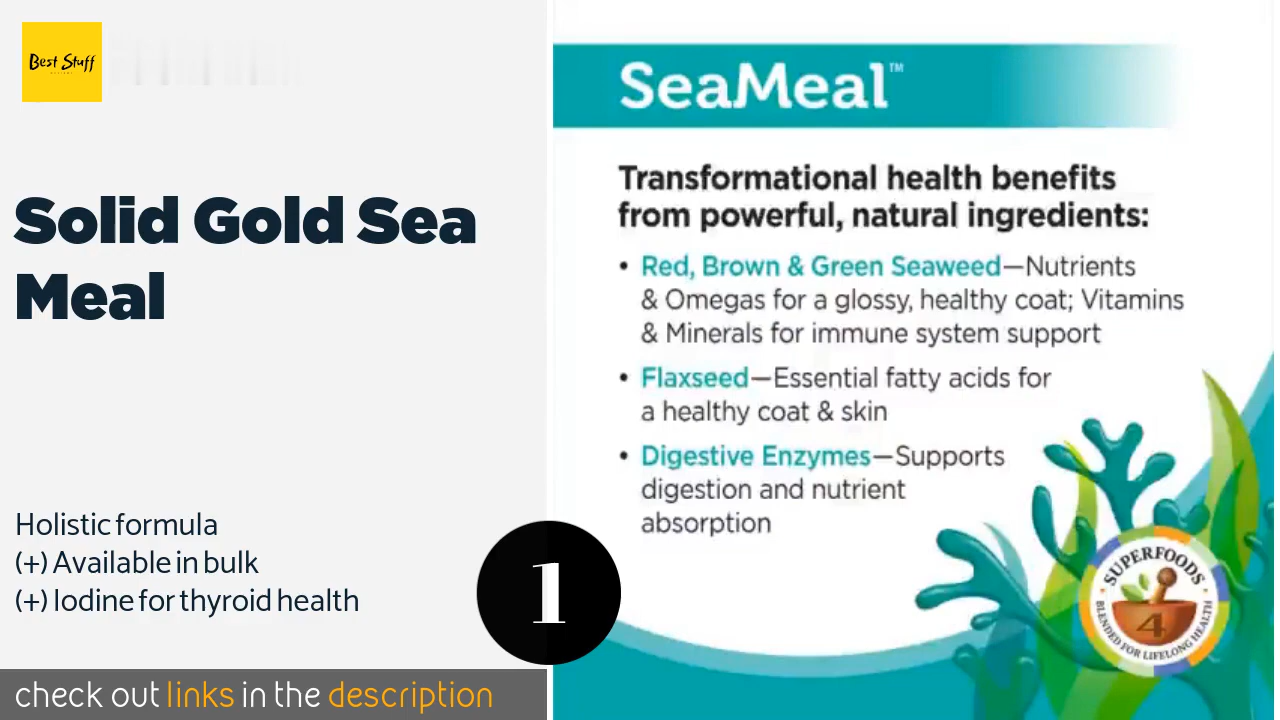 Best Stuff
Solid Gold Sea
Meal
Holistic formula
(+) Available in bulk
(+) Iodine for thyroid health
check out links in the description
1
SeaMeal™
Transformational health benefits
from powerful, natural ingredients:
• Red, Brown & Green Seaweed—Nutrients
& Omegas for a glossy, healthy coat; Vitamins
& Minerals for immune system support
• Flaxseed—Essential fatty acids for
a healthy coat & skin
• Digestive Enzymes—Supports
digestion and nutrient
absorption
• SUPERFOODS •
4
BLENDED FOR LIFELONG HEALTH